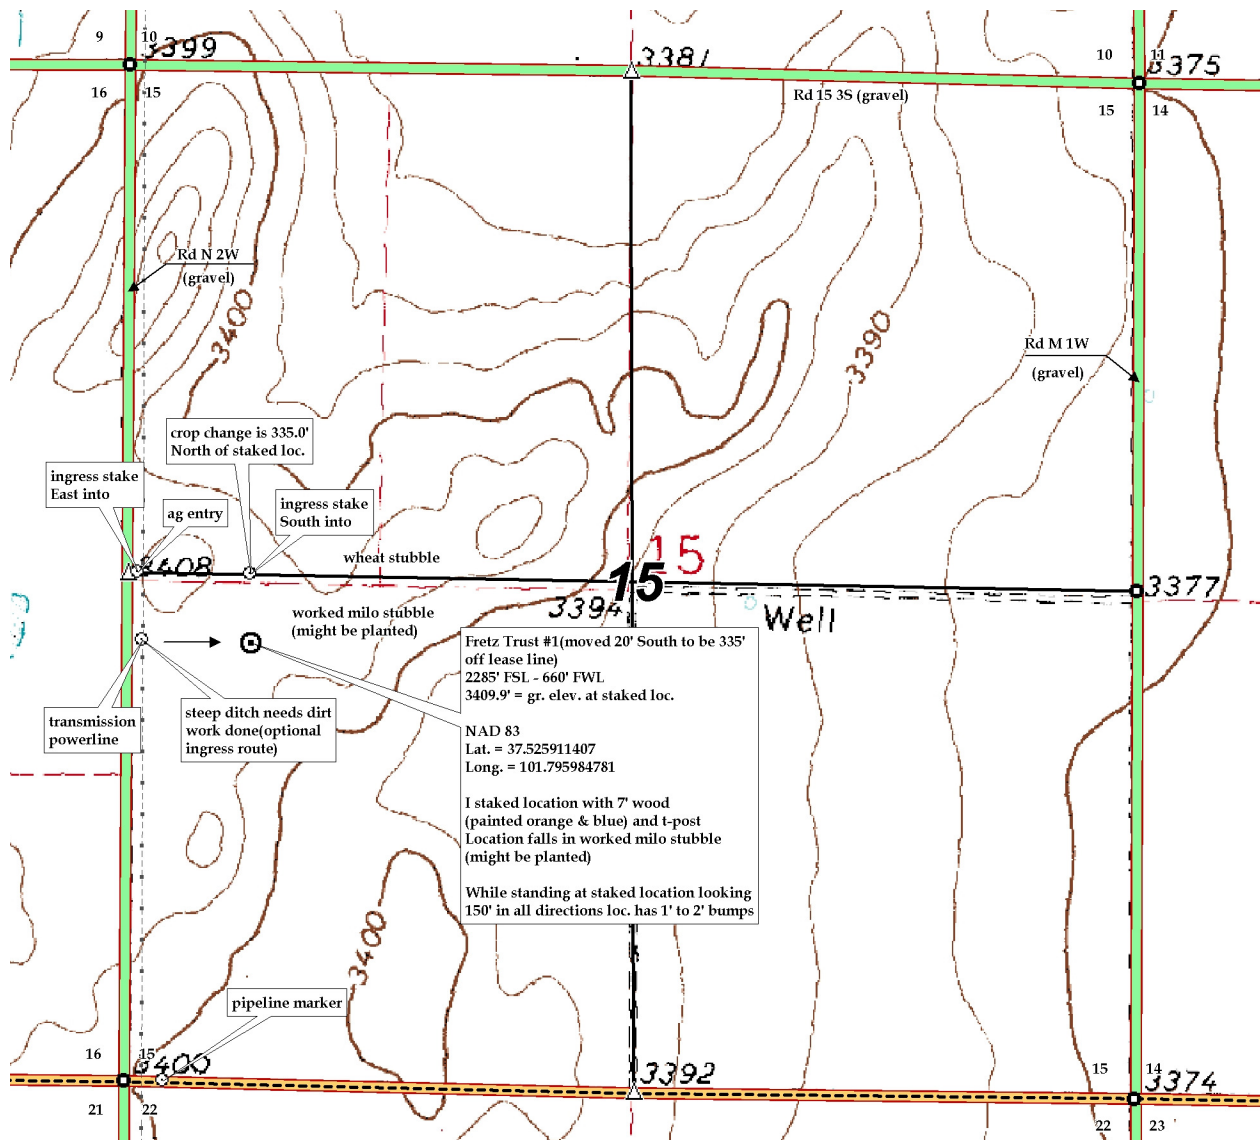 9 10
3399
16 15
3381
10 11
3375
15 14
Rd 15 3S (gravel)
Rd N 2W
(gravel)
3400
3390
Rd M 1W
(gravel)
crop change is 335.0'
North of staked loc.
ingress stake
East into
ag entry
ingress stake
South into
3408
wheat stubble
15
15
3377
worked milo stubble
(might be planted)
3394
Well
Fretz Trust #1(moved 20' South to be 335'
off lease line)
2285' FSL - 660' FWL
3409.9' = gr. elev. at staked loc.
NAD 83
Lat. = 37.525911407
Long. = 101.795984781
I staked location with 7' wood
(painted orange & blue) and t-post
Location falls in worked milo stubble
(might be planted)
While standing at staked location looking
150' in all directions loc. has 1' to 2' bumps
transmission
powerline
steep ditch needs dirt
work done(optional
ingress route)
3400
pipeline marker
16 15
3400
21 22
3392
15 14
3374
22 23